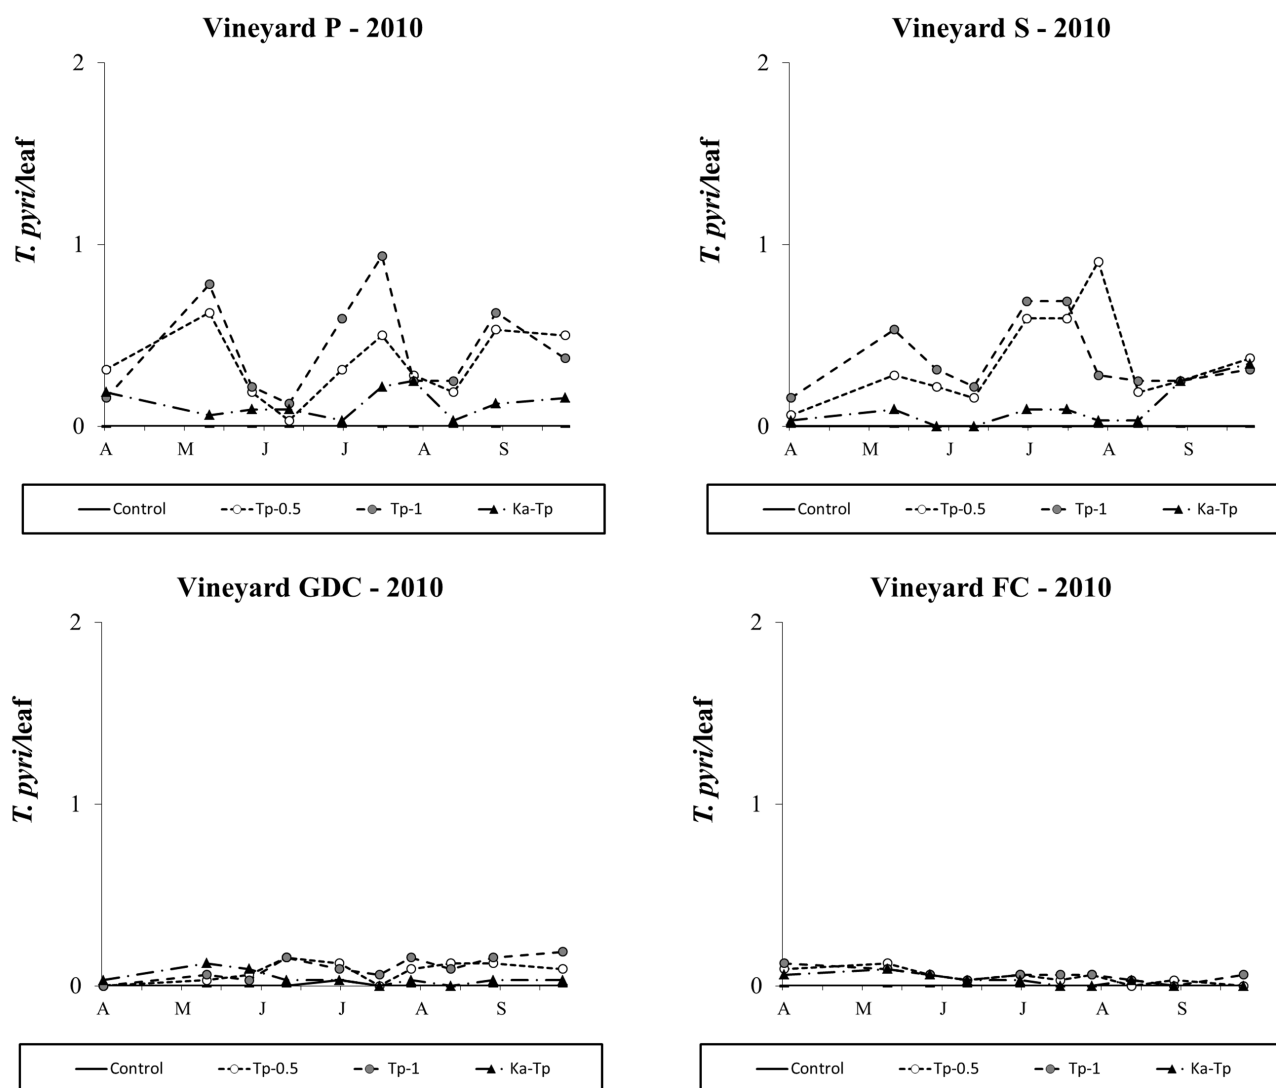 Vineyard P - 2010
2
1
0
T. pyri/leaf
A M J J A S
Control Tp-0.5 Tp-1 Ka-Tp
Vineyard S - 2010
2
1
0
T. pyri/leaf
A M J J A S
Control Tp-0.5 Tp-1 Ka-Tp
Vineyard GDC - 2010
2
1
0
T. pyri/leaf
A M J J A S
Control Tp-0.5 Tp-1 Ka-Tp
Vineyard FC - 2010
2
1
0
T. pyri/leaf
A M J J A S
Control Tp-0.5 Tp-1 Ka-Tp